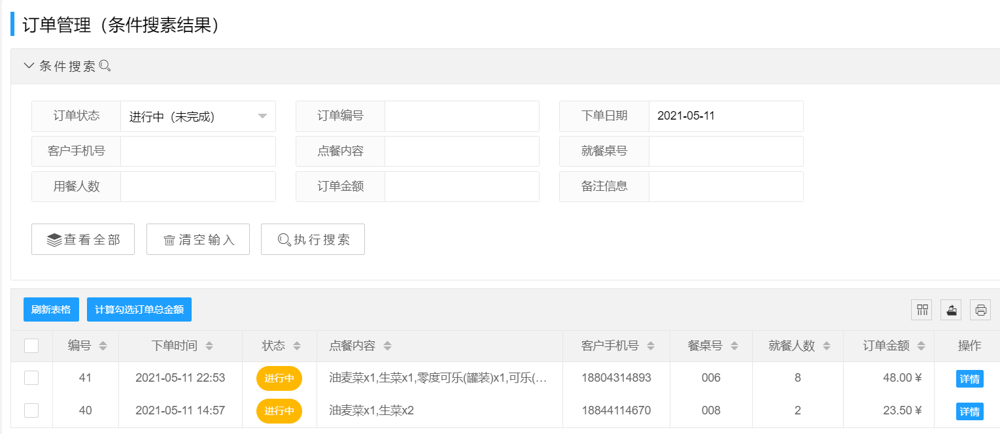 订单管理（条件搜素结果）
条件搜索
订单状态 进行中（未完成） 订单编号 下单日期 2021-05-11
客户手机号 点餐内容 就餐桌号
用餐人数 订单金额 备注信息
查看全部 清空输入 执行搜索
刷新表格 计算勾选订单总金额
编号 下单时间 状态 点餐内容 客户手机号 餐桌号 就餐人数 订单金额 操作
41 2021-05-11 22:53 进行中 油麦菜x1,生菜x1,零度可乐(罐装)x1,可乐(... 18804314893 006 8 48.00 ¥ 详情
40 2021-05-11 14:57 进行中 油麦菜x1,生菜x2 18844114670 008 2 23.50 ¥ 详情